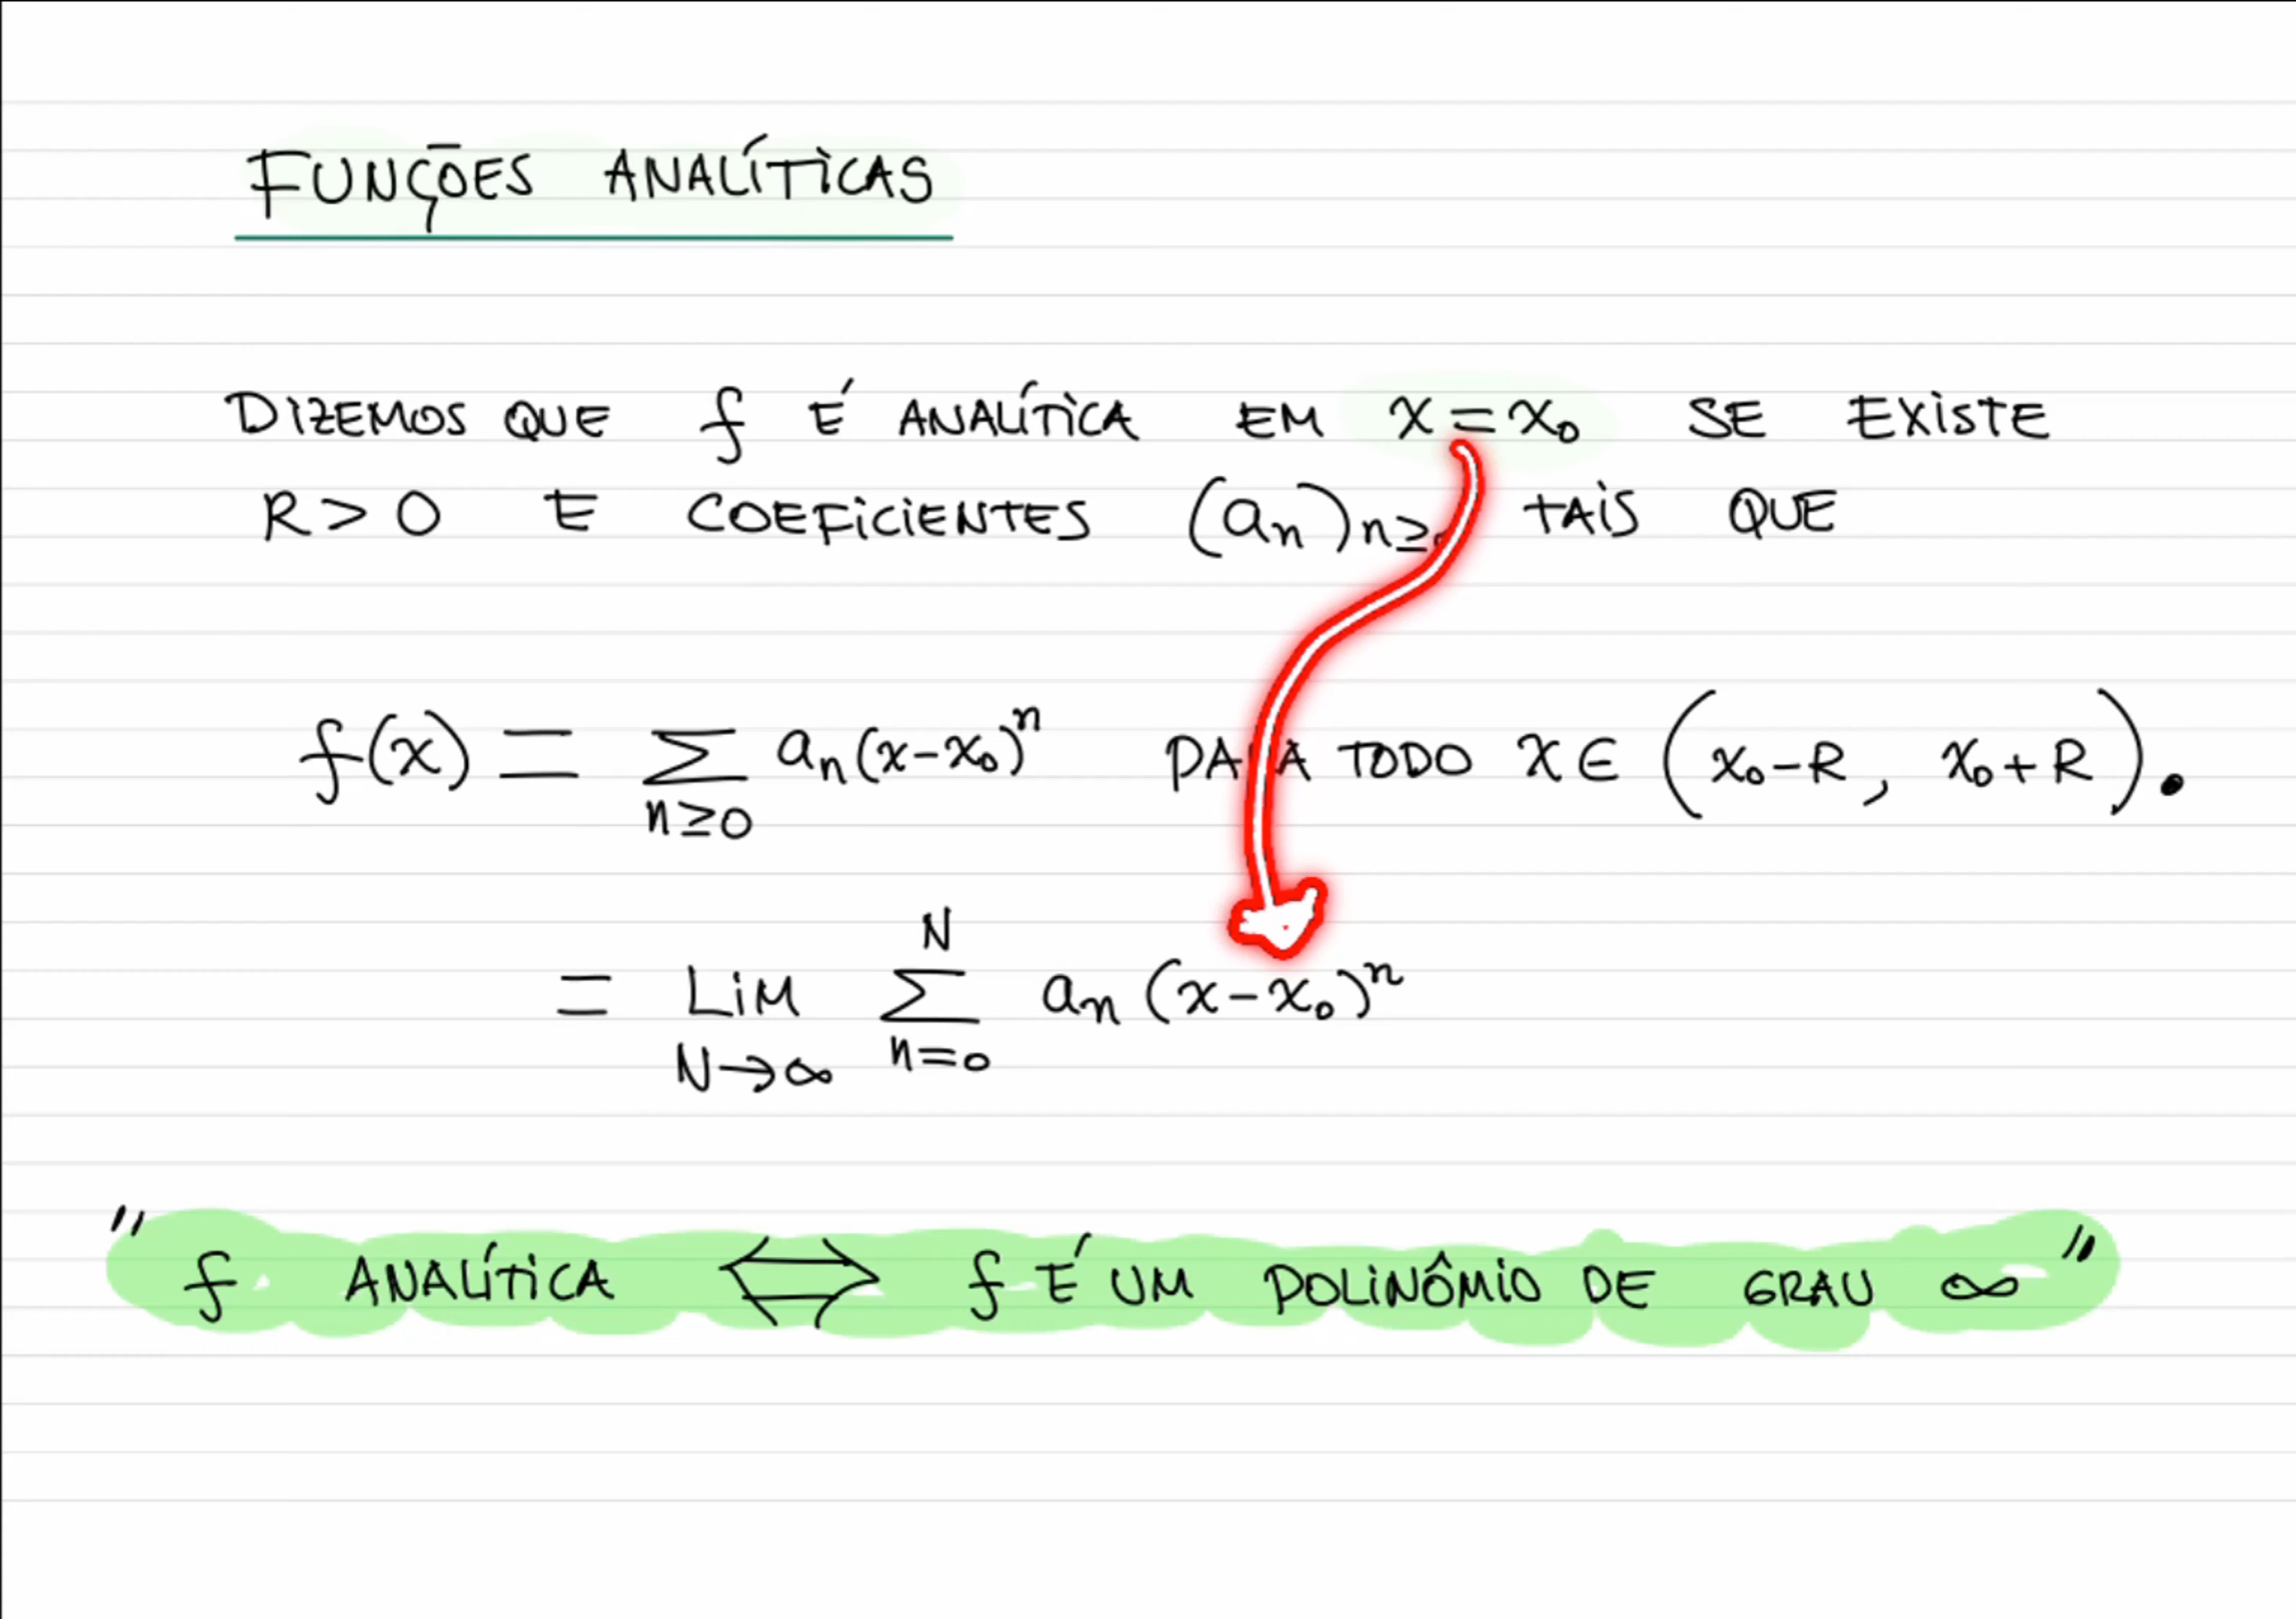 FUNÇÕES ANALÍTICAS
DIZEMOS QUE f É ANALÍTICA EM x = x₀ SE EXISTE
R > 0 E COEFICIENTES (aₙ)ₙ≥ TAIS QUE
f(x) = Σ_{n≥0} aₙ(x-x₀)ⁿ PARA TODO x ∈ (x₀-R, x₀+R).
= LIM_{N→∞} Σ_{n=0}^{N} aₙ(x-x₀)ⁿ
"f ANALÍTICA ⟺ f É UM POLINÔMIO DE GRAU ∞"